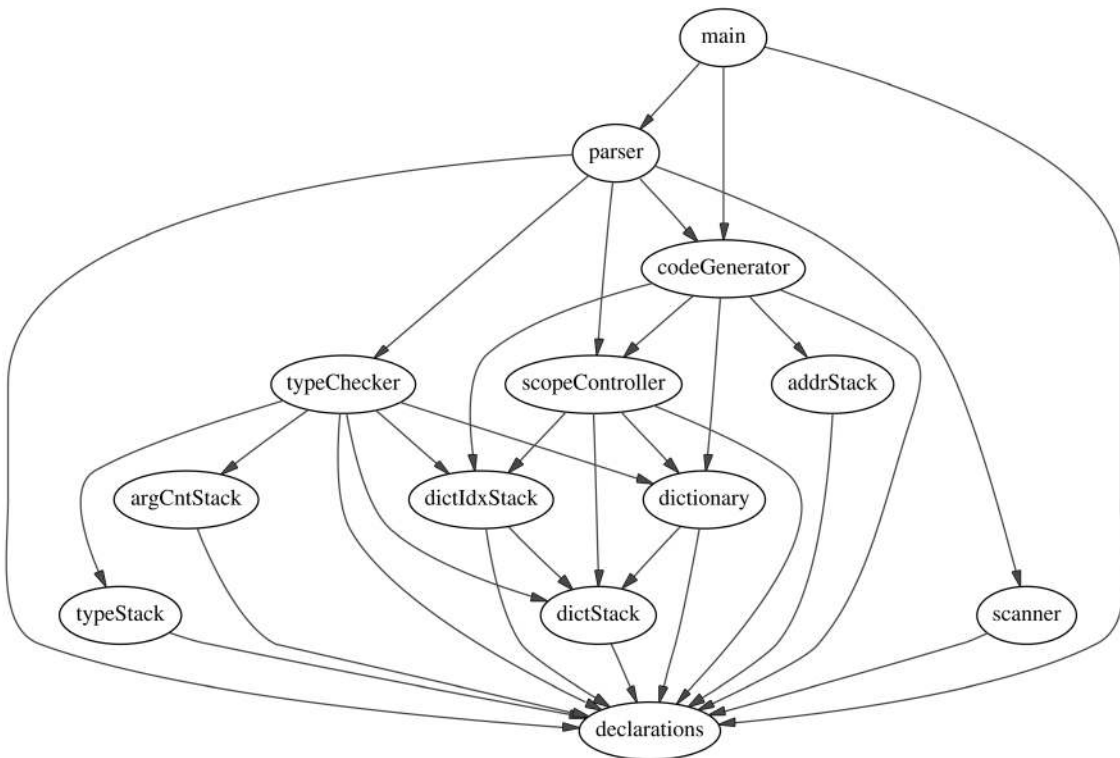 main
parser
codeGenerator
typeChecker
scopeController
addrStack
argCntStack
dictIdxStack
dictionary
typeStack
dictStack
scanner
declarations